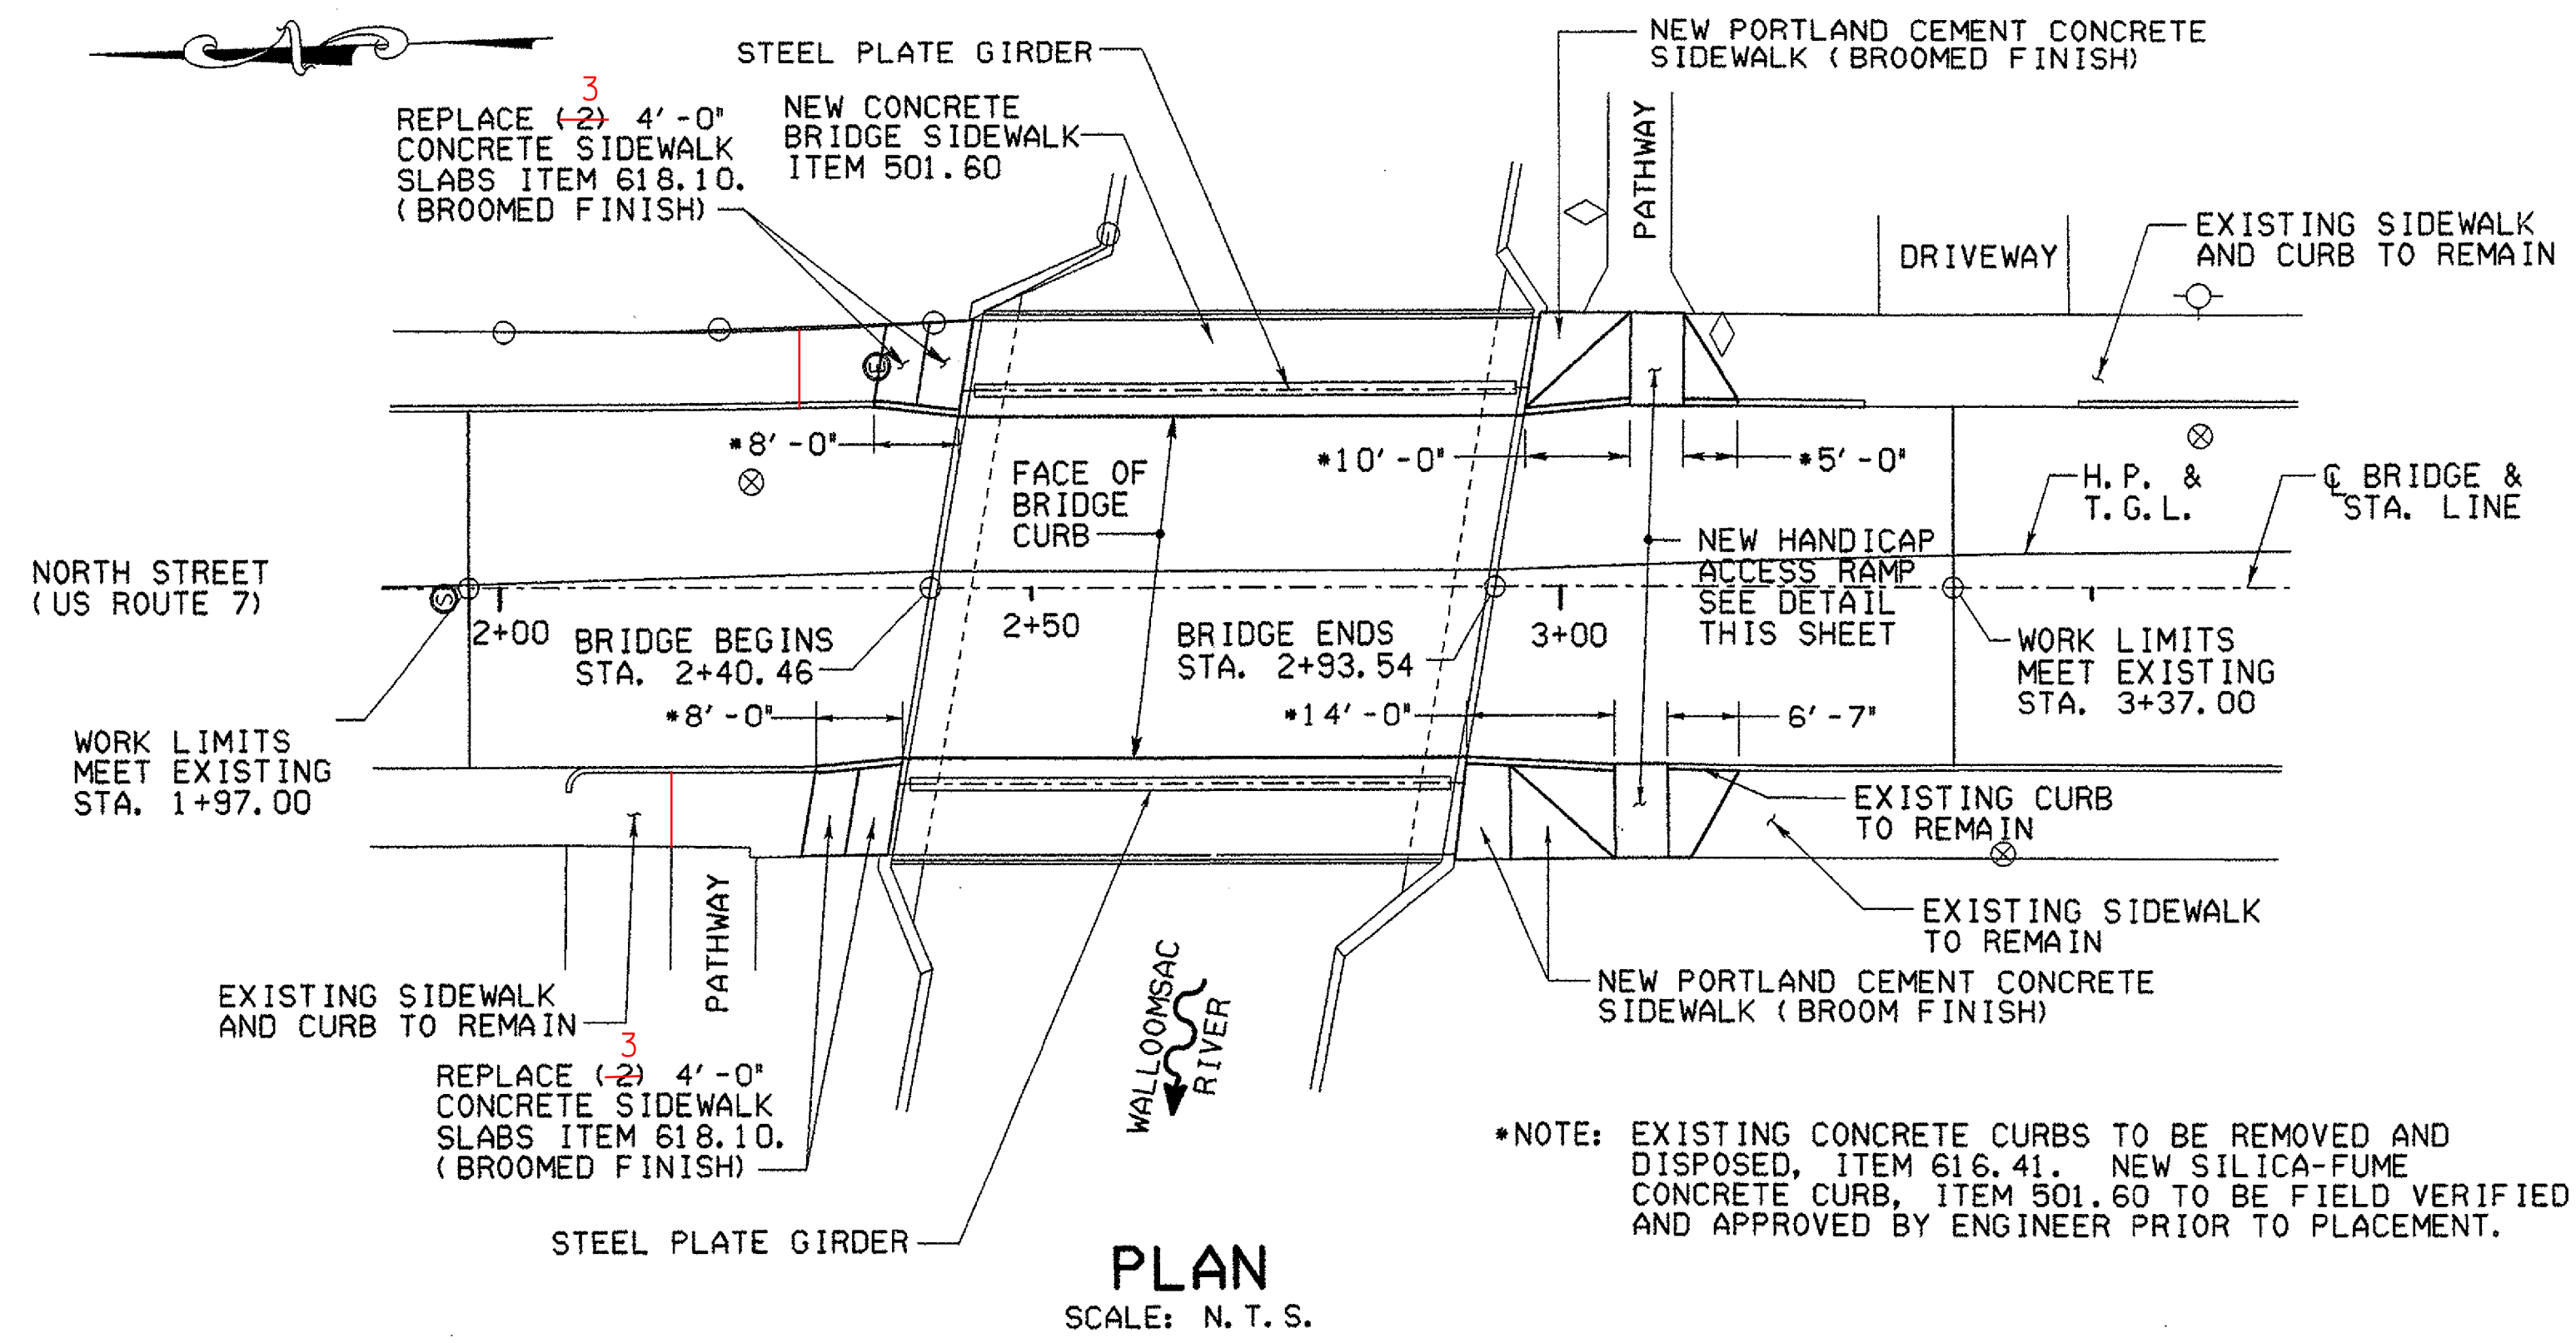 NEW PORTLAND CEMENT CONCRETE
SIDEWALK (BROOMED FINISH)
STEEL PLATE GIRDER
3
REPLACE (2) 4'-0"
CONCRETE SIDEWALK
SLABS ITEM 618.10.
(BROOMED FINISH)
NEW CONCRETE
BRIDGE SIDEWALK
ITEM 501.60
PATHWAY
DRIVEWAY
EXISTING SIDEWALK
AND CURB TO REMAIN
E
*8'-0"
FACE OF
BRIDGE
CURB
*10'-0"
*5'-0"
H.P. &
T.G.L.
℄ BRIDGE &
STA. LINE
NEW HANDICAP
ACCESS RAMP
SEE DETAIL
THIS SHEET
NORTH STREET
(US ROUTE 7)
S
2+00
2+50
3+00
BRIDGE BEGINS
STA. 2+40.46
BRIDGE ENDS
STA. 2+93.54
WORK LIMITS
MEET EXISTING
STA. 3+37.00
*8'-0"
*14'-0"
6'-7"
WORK LIMITS
MEET EXISTING
STA. 1+97.00
EXISTING CURB
TO REMAIN
PATHWAY
EXISTING SIDEWALK
TO REMAIN
EXISTING SIDEWALK
AND CURB TO REMAIN
WALLOOMSAC
RIVER
NEW PORTLAND CEMENT CONCRETE
SIDEWALK (BROOM FINISH)
3
REPLACE (2) 4'-0"
CONCRETE SIDEWALK
SLABS ITEM 618.10.
(BROOMED FINISH)
*NOTE: EXISTING CONCRETE CURBS TO BE REMOVED AND
DISPOSED, ITEM 616.41. NEW SILICA-FUME
CONCRETE CURB, ITEM 501.60 TO BE FIELD VERIFIED
AND APPROVED BY ENGINEER PRIOR TO PLACEMENT.
STEEL PLATE GIRDER
PLAN
SCALE: N.T.S.